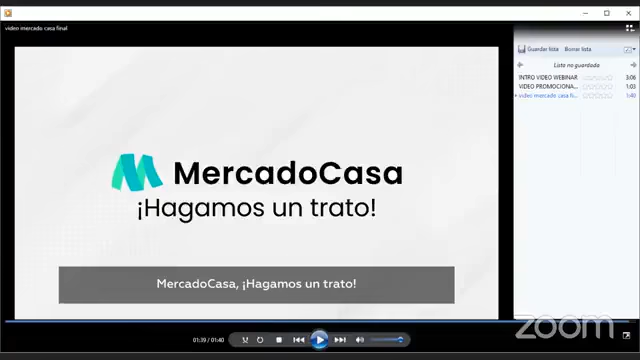 video mercado casa final
Guardar lista Borrar lista
Lista no guardada
INTRO VIDEO WEBINAR 3:06
VIDEO PROMOCIONA... 1:03
video mercado casa fi... 1:40
MercadoCasa
¡Hagamos un trato!
MercadoCasa, ¡Hagamos un trato!
01:39 / 01:40
zoom